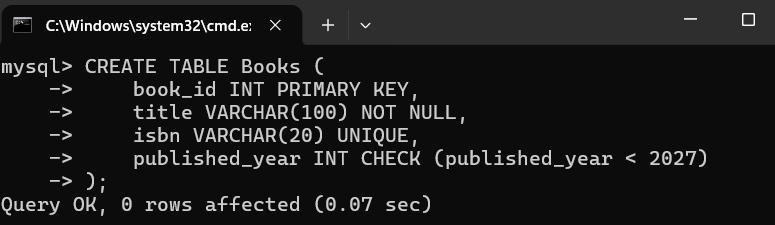 C:\Windows\system32\cmd.e
mysql> CREATE TABLE Books (
    ->     book_id INT PRIMARY KEY,
    ->     title VARCHAR(100) NOT NULL,
    ->     isbn VARCHAR(20) UNIQUE,
    ->     published_year INT CHECK (published_year < 2027)
    -> );
Query OK, 0 rows affected (0.07 sec)